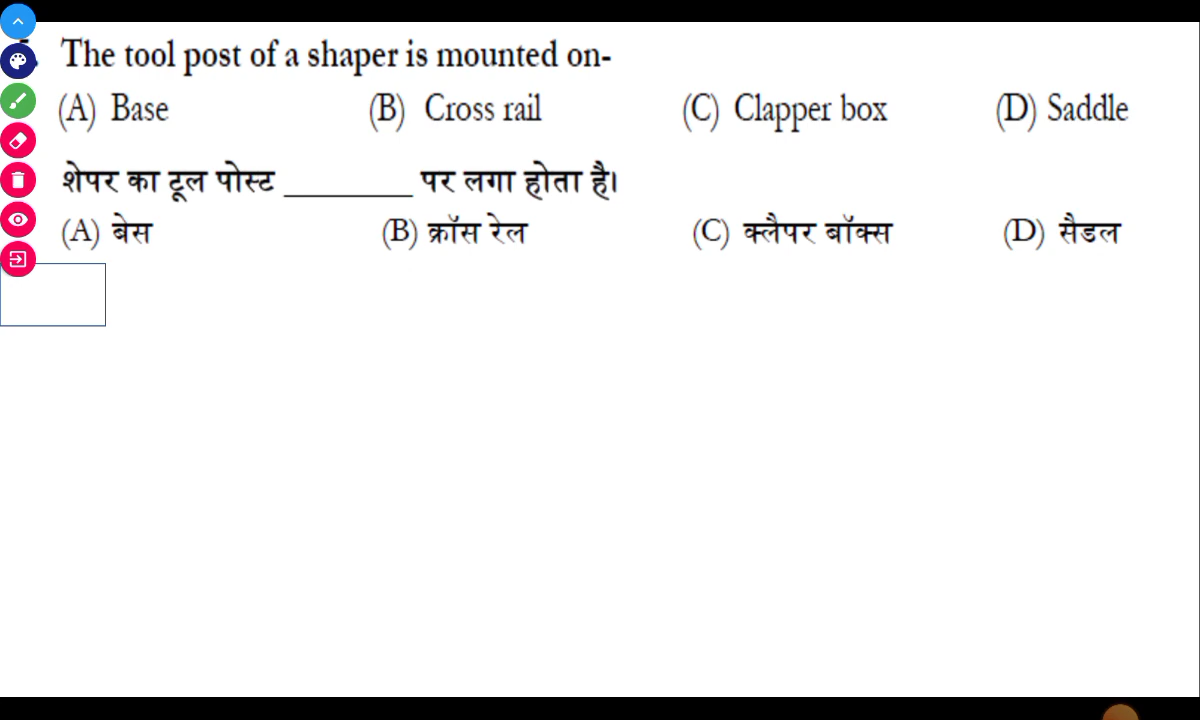 The tool post of a shaper is mounted on-
(A) Base (B) Cross rail (C) Clapper box (D) Saddle
शेपर का टूल पोस्ट ________ पर लगा होता है।
(A) बेस (B) क्रॉस रेल (C) क्लैपर बॉक्स (D) सैडल